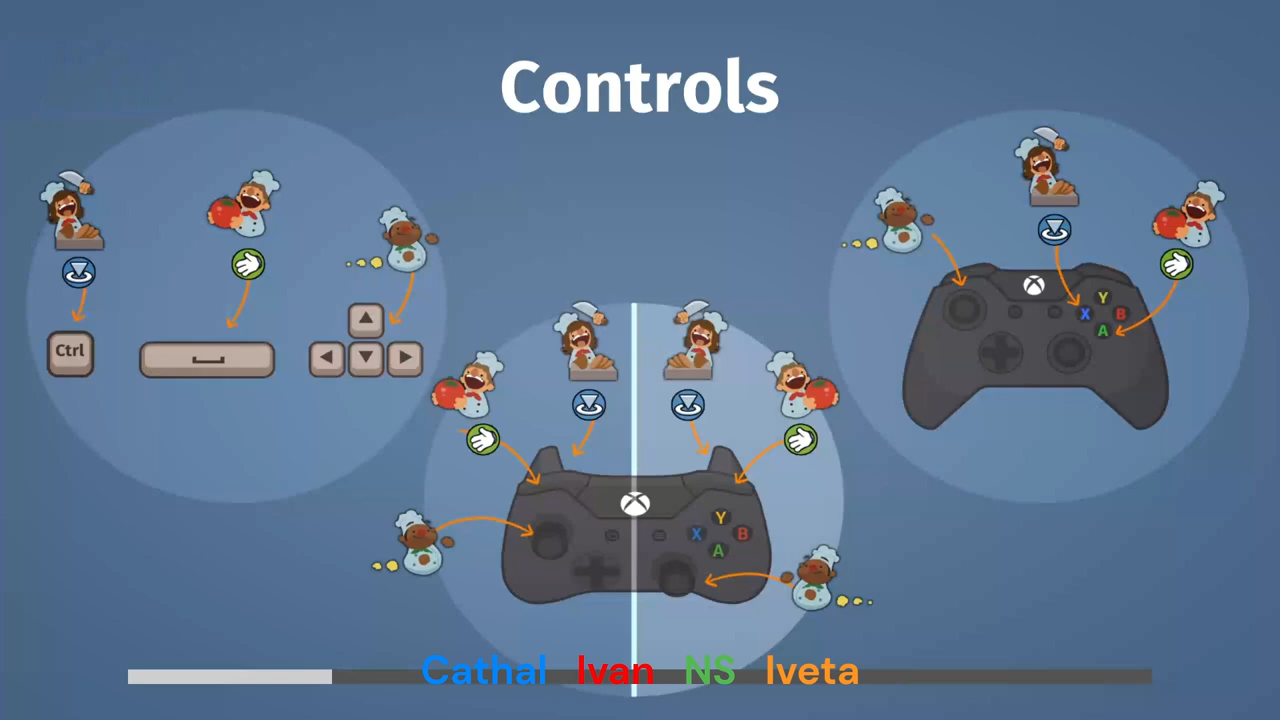 Controls
Ctrl
Y
X B
A
Y
X B
A
Cathal Ivan NS Iveta